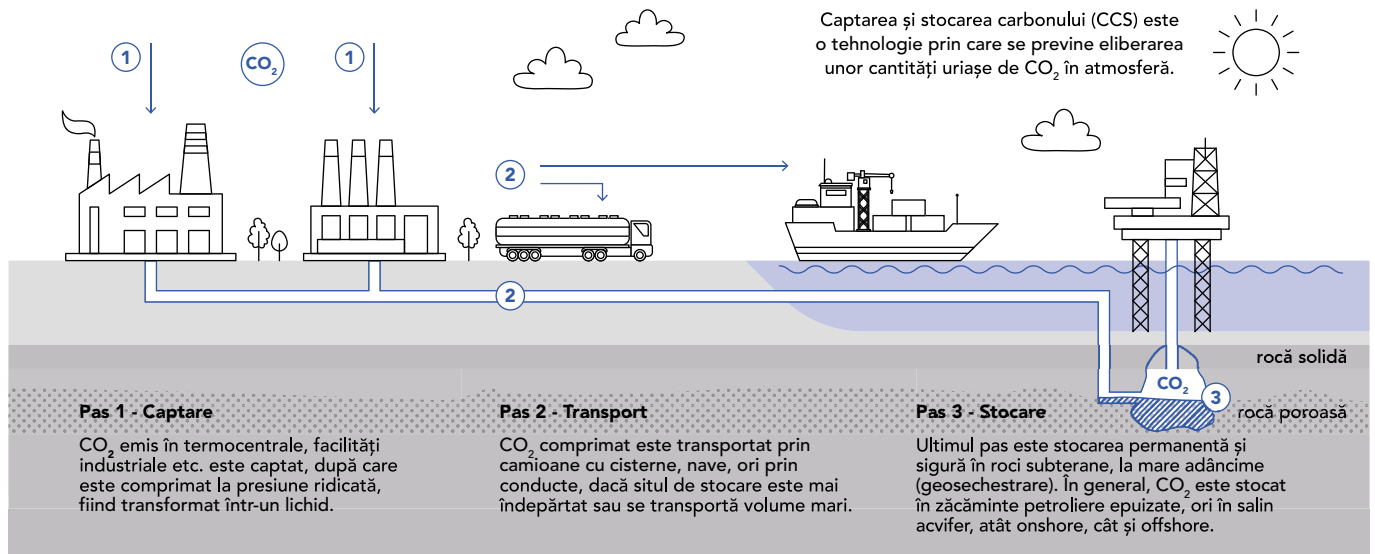 Captarea și stocarea carbonului (CCS) este
o tehnologie prin care se previne eliberarea
unor cantități uriașe de CO₂ în atmosferă.
1
CO₂
1
2
2
rocă solidă
CO₂
3
rocă poroasă
Pas 1 - Captare
CO₂ emis în termocentrale, facilități
industriale etc. este captat, după care
este comprimat la presiune ridicată,
fiind transformat într-un lichid.
Pas 2 - Transport
CO₂ comprimat este transportat prin
camioane cu cisterne, nave, ori prin
conducte, dacă situl de stocare este mai
îndepărtat sau se transportă volume mari.
Pas 3 - Stocare
Ultimul pas este stocarea permanentă și
sigură în roci subterane, la mare adâncime
(geosechestrare). În general, CO₂ este stocat
în zăcăminte petroliere epuizate, ori în salin
acvifer, atât onshore, cât și offshore.